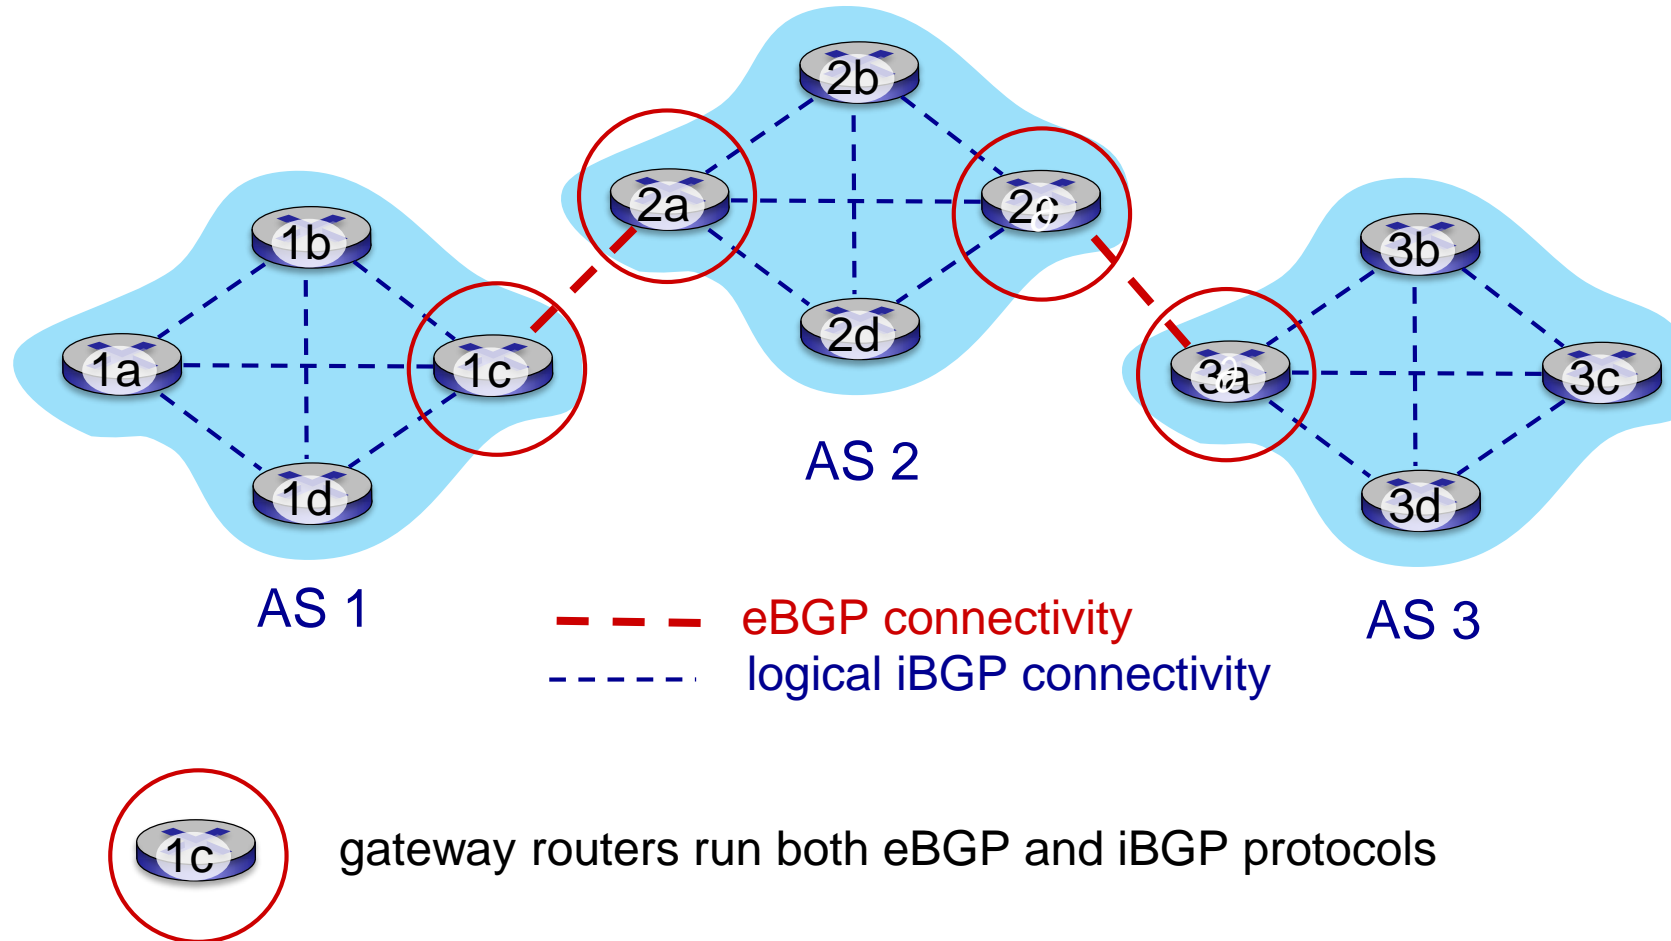 2b
2a
2c
1b
3b
2d
1a
1c
3a
3c
AS 2
1d
3d
AS 1
eBGP connectivity
AS 3
logical iBGP connectivity
1c
gateway routers run both eBGP and iBGP protocols